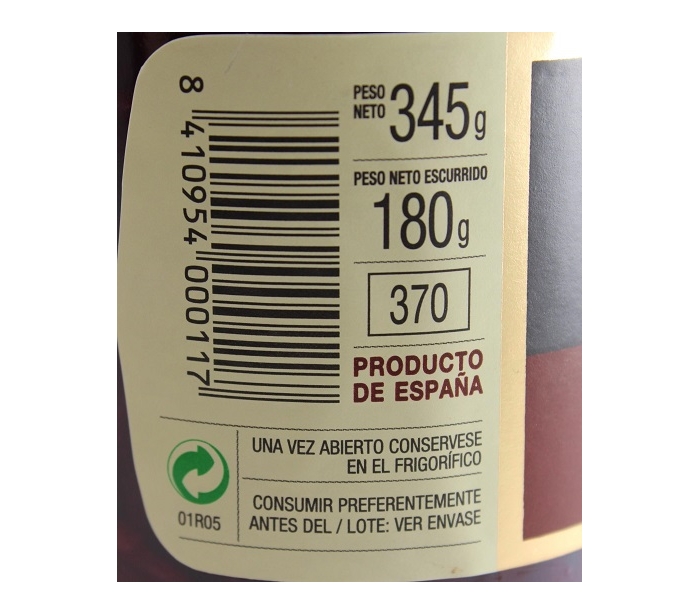 8 410954 000117
PESO
NETO 345g
PESO NETO ESCURRIDO
180g
370
PRODUCTO
DE ESPAÑA
01R05
UNA VEZ ABIERTO CONSERVESE
EN EL FRIGORÍFICO
CONSUMIR PREFERENTEMENTE
ANTES DEL / LOTE: VER ENVASE